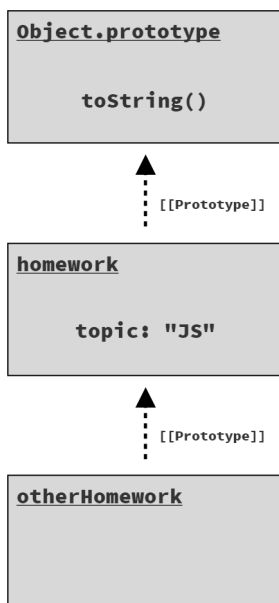 Object.prototype
toString()
[[Prototype]]
homework
topic: "JS"
[[Prototype]]
otherHomework